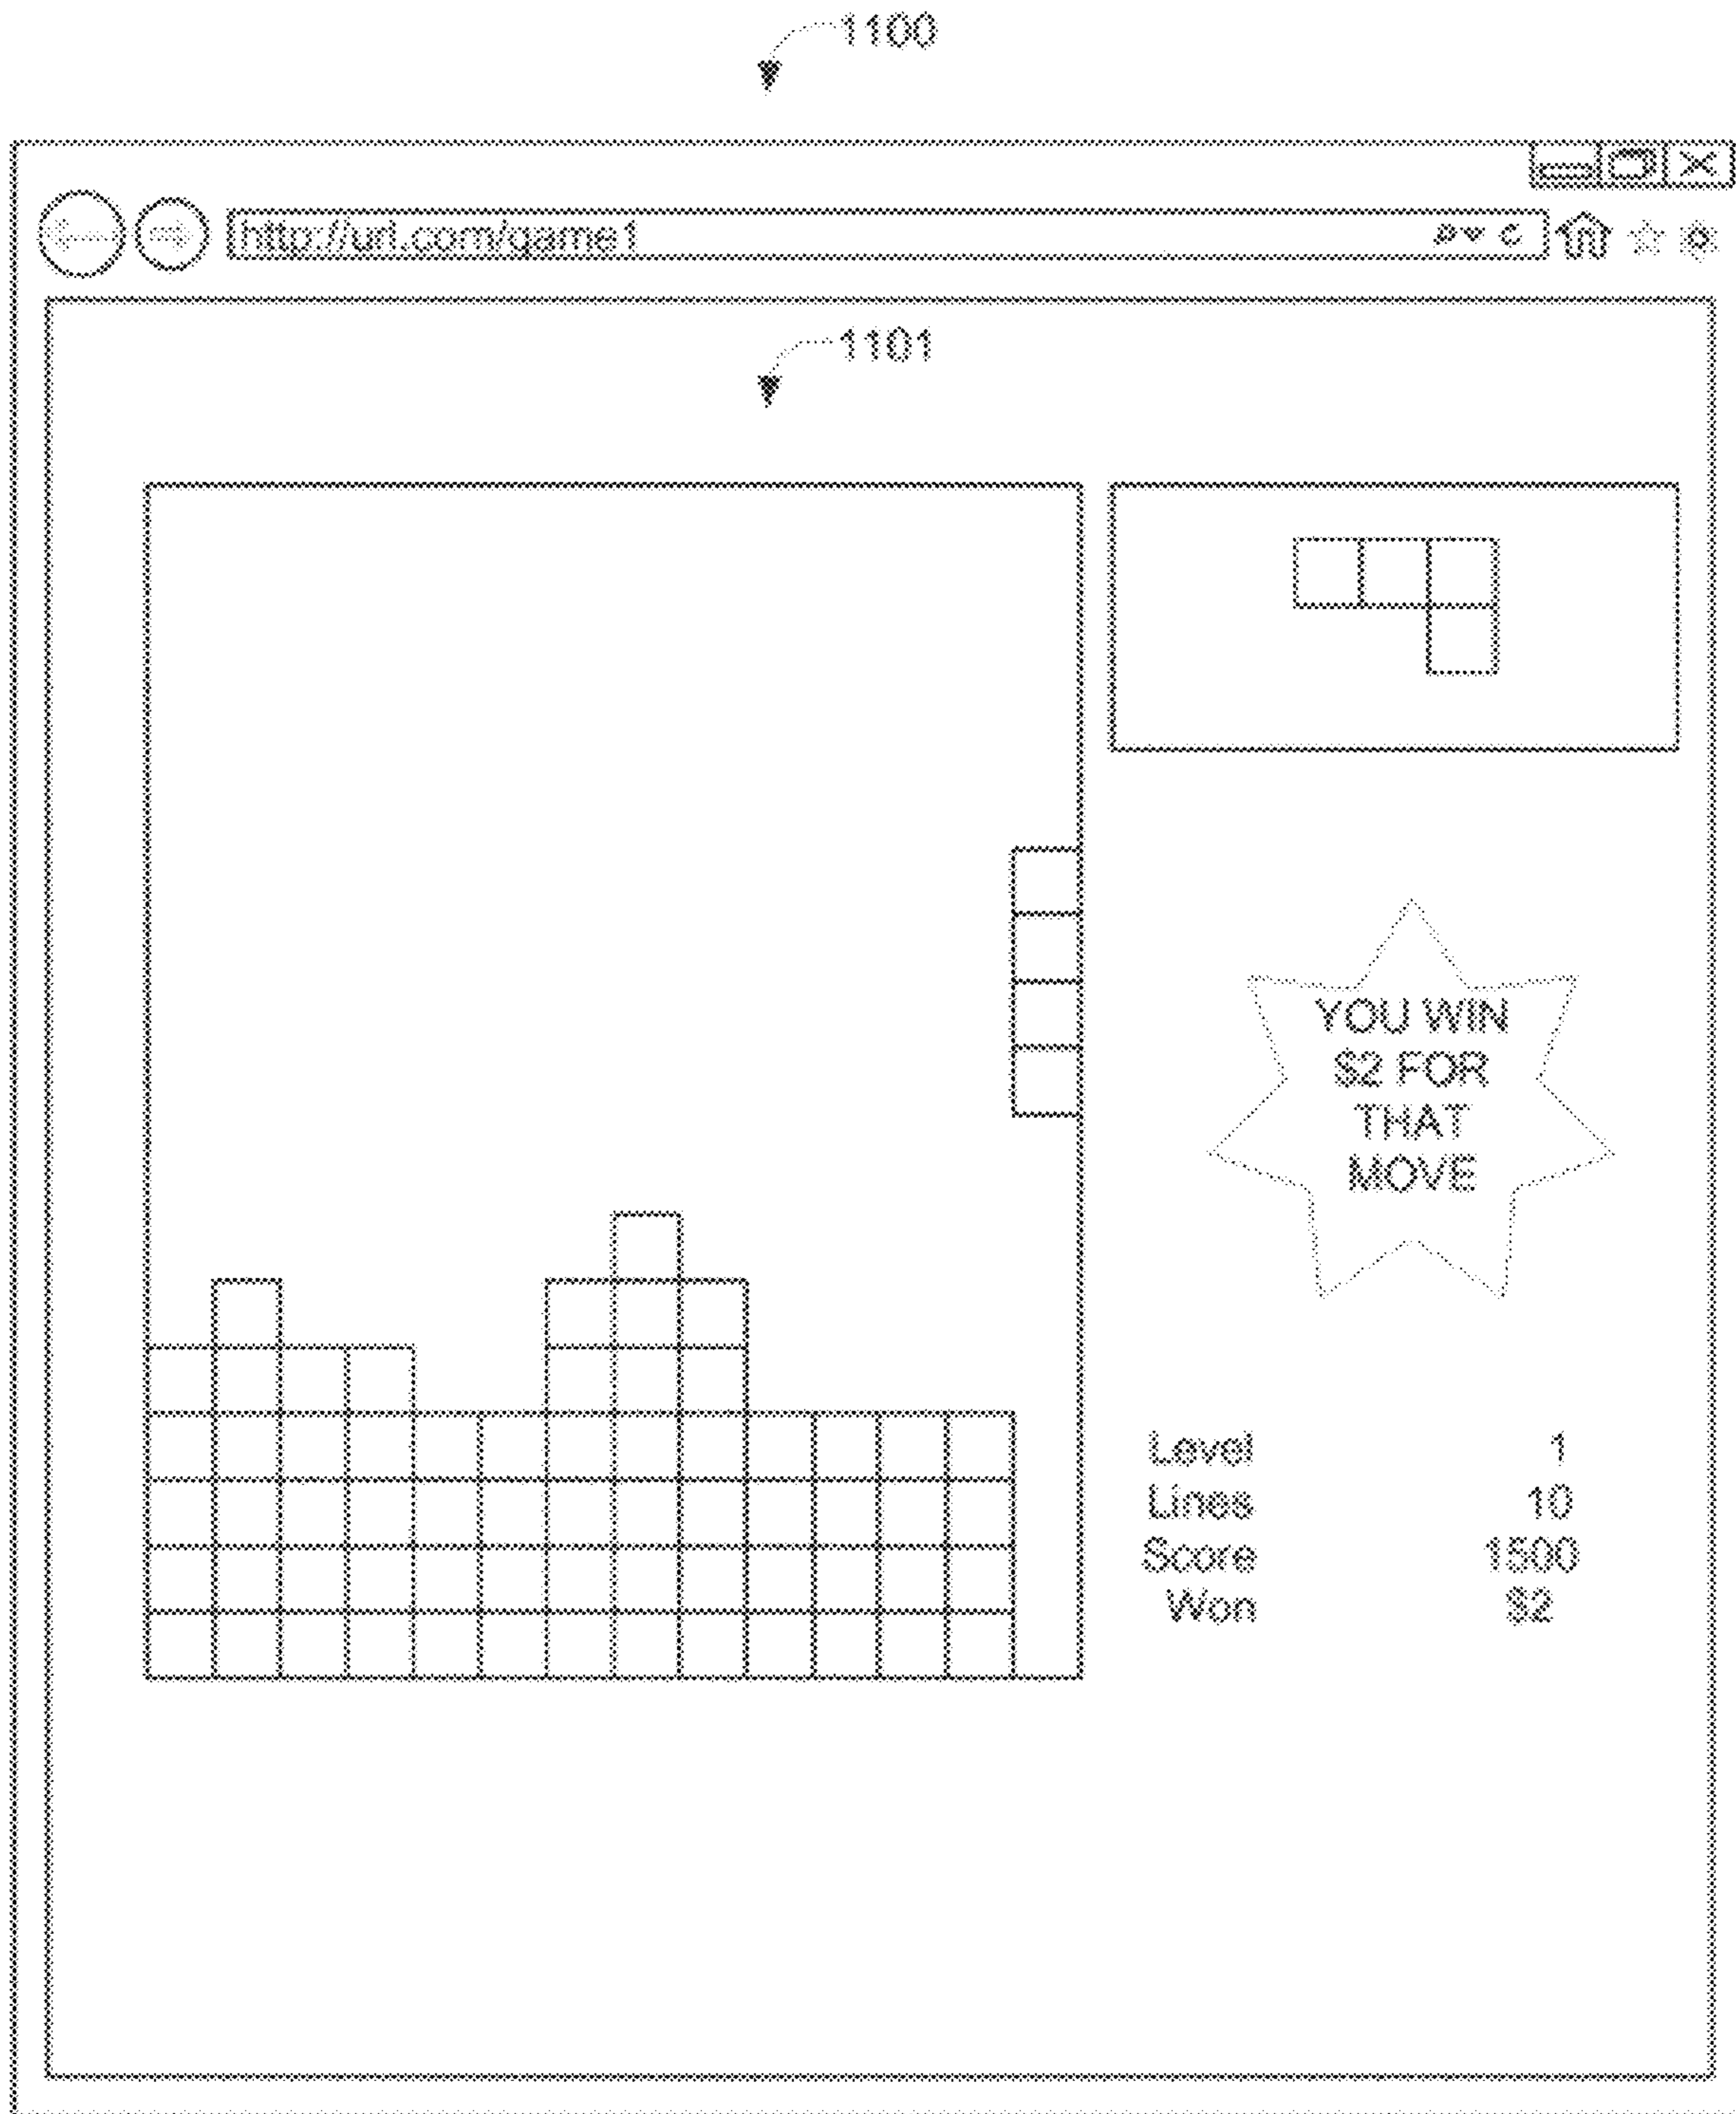 1100
http://url.com/game1
1101
YOU WIN
$2 FOR
THAT
MOVE
Level 1
Lines 10
Score 1500
Won $2